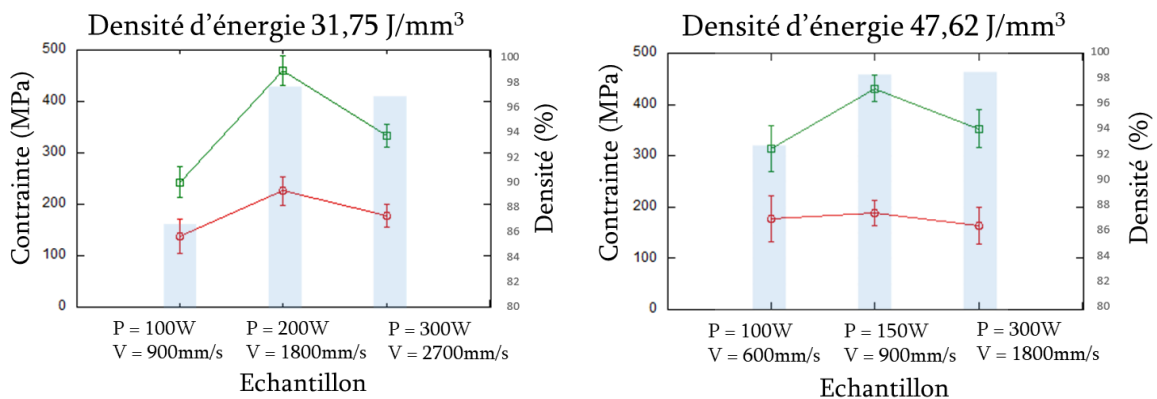 Densité d'énergie 31,75 J/mm³
Contrainte (MPa)
500
400
300
200
100
0
100
98
96
94
92
90
88
86
84
82
80
Densité (%)
P = 100W P = 200W P = 300W
V = 900mm/s V = 1800mm/s V = 2700mm/s
Echantillon
Densité d'énergie 47,62 J/mm³
Contrainte (MPa)
500
400
300
200
100
0
100
98
96
94
92
90
88
86
84
82
80
Densité (%)
P = 100W P = 150W P = 300W
V = 600mm/s V = 900mm/s V = 1800mm/s
Echantillon